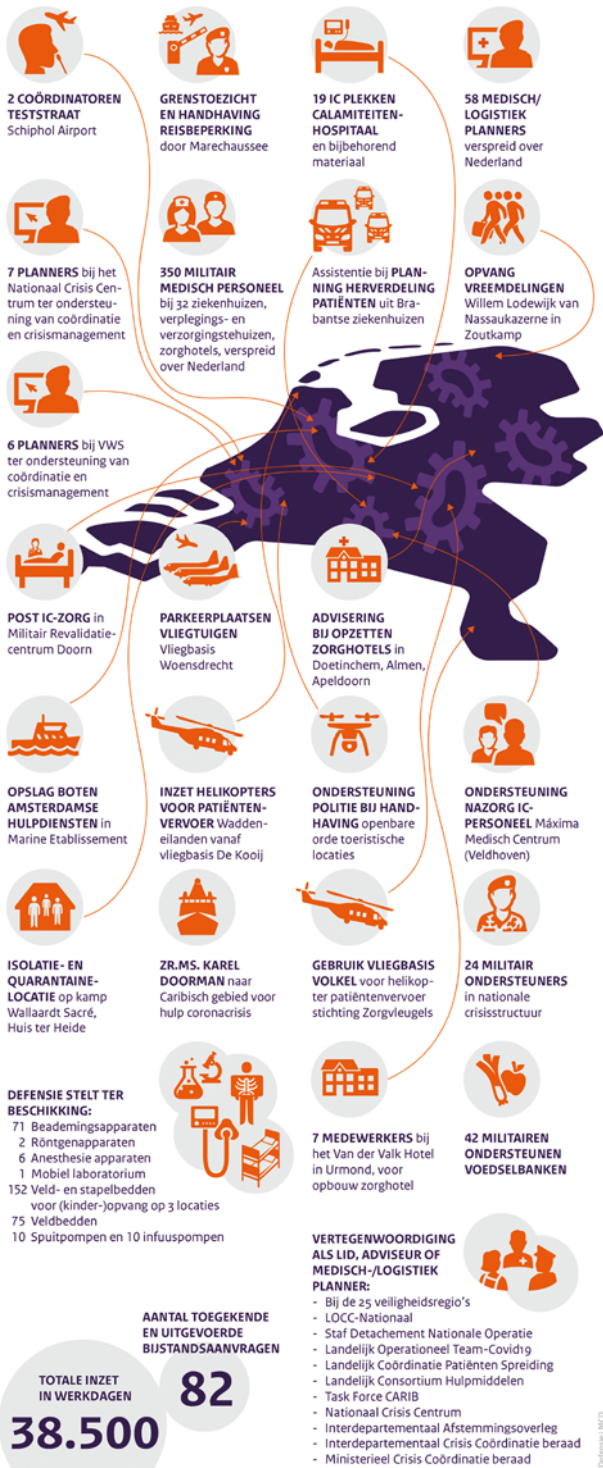 2 COÖRDINATOREN
TESTSTRAAT
Schiphol Airport
GRENSTOEZICHT
EN HANDHAVING
REISBEPERKING
door Marechaussee
19 IC PLEKKEN
CALAMITEITEN-
HOSPITAAL
en bijbehorend
materiaal
58 MEDISCH/
LOGISTIEK
PLANNERS
verspreid over
Nederland
7 PLANNERS bij het
Nationaal Crisis Cen-
trum ter ondersteu-
ning van coördinatie
en crisismanagement
350 MILITAIR
MEDISCH PERSONEEL
bij 32 ziekenhuizen,
verplegings- en
verzorgingstehuizen,
zorghotels, verspreid
over Nederland
Assistentie bij PLAN-
NING HERVERDELING
PATIËNTEN uit Bra-
bantse ziekenhuizen
OPVANG
VREEMDELINGEN
Willem Lodewijk van
Nassaukazerne in
Zoutkamp
6 PLANNERS bij VWS
ter ondersteuning van
coördinatie en
crisismanagement
POST IC-ZORG in
Militair Revalidatie-
centrum Doorn
PARKEERPLAATSEN
VLIEGTUIGEN
Vliegbasis
Woensdrecht
ADVISERING
BIJ OPZETTEN
ZORGHOTELS in
Doetinchem, Almen,
Apeldoorn
OPSLAG BOTEN
AMSTERDAMSE
HULPDIENSTEN in
Marine Etablissement
INZET HELIKOPTERS
VOOR PATIËNTEN-
VERVOER Wadden-
eilanden vanaf
vliegbasis De Kooij
ONDERSTEUNING
POLITIE BIJ HAND-
HAVING openbare
orde toeristische
locaties
ONDERSTEUNING
NAZORG IC-
PERSONEEL Máxima
Medisch Centrum
(Veldhoven)
ISOLATIE- EN
QUARANTAINE-
LOCATIE op kamp
Wallaardt Sacré,
Huis ter Heide
ZR.MS. KAREL
DOORMAN naar
Caribisch gebied voor
hulp coronacrisis
GEBRUIK VLIEGBASIS
VOLKEL voor helikop-
ter patiëntenvervoer
stichting Zorgvleugels
24 MILITAIR
ONDERSTEUNERS
in nationale
crisisstructuur
DEFENSIE STELT TER
BESCHIKKING:
71 Beademingsapparaten
2 Röntgenapparaten
6 Anesthesie apparaten
1 Mobiel laboratorium
152 Veld- en stapelbedden
voor (kinder-)opvang op 3 locaties
75 Veldbedden
10 Spuitpompen en 10 infuuspompen
7 MEDEWERKERS bij
het Van der Valk Hotel
in Urmond, voor
opbouw zorghotel
42 MILITAIREN
ONDERSTEUNEN
VOEDSELBANKEN
VERTEGENWOORDIGING
ALS LID, ADVISEUR OF
MEDISCH-/LOGISTIEK
PLANNER:
- Bij de 25 veiligheidsregio's
- LOCC-Nationaal
- Staf Detachement Nationale Operatie
- Landelijk Operationeel Team-Covid19
- Landelijk Coördinatie Patiënten Spreiding
- Landelijk Consortium Hulpmiddelen
- Task Force CARIB
- Nationaal Crisis Centrum
- Interdepartementaal Afstemmingsoverleg
- Interdepartementaal Crisis Coördinatie beraad
- Ministerieel Crisis Coördinatie beraad
AANTAL TOEGEKENDE
EN UITGEVOERDE
BIJSTANDSAANVRAGEN
82
TOTALE INZET
IN WERKDAGEN
38.500
Defensie | MCD